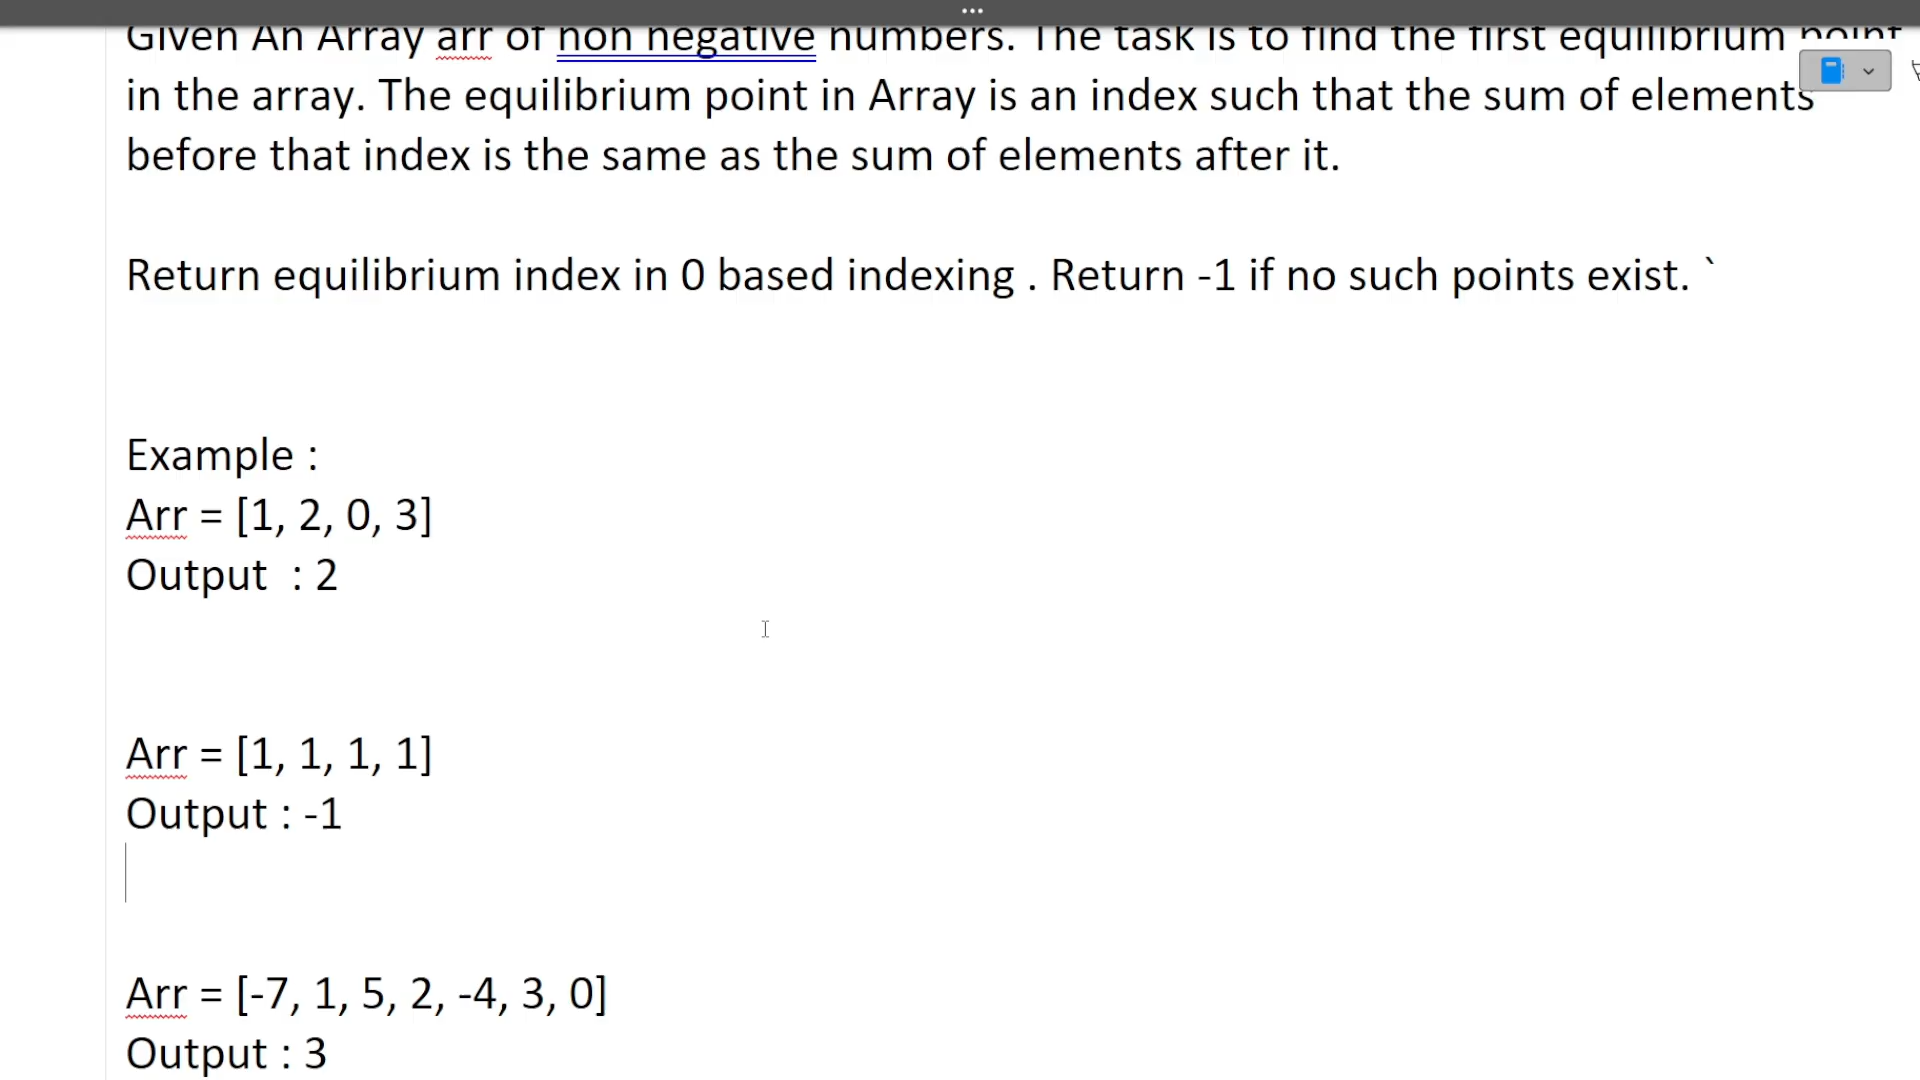 Given An Array arr of non negative numbers. The task is to find the first equilibrium point
in the array. The equilibrium point in Array is an index such that the sum of elements
before that index is the same as the sum of elements after it.
Return equilibrium index in 0 based indexing . Return -1 if no such points exist. `
Example :
Arr = [1, 2, 0, 3]
Output  : 2
Arr = [1, 1, 1, 1]
Output : -1
Arr = [-7, 1, 5, 2, -4, 3, 0]
Output : 3